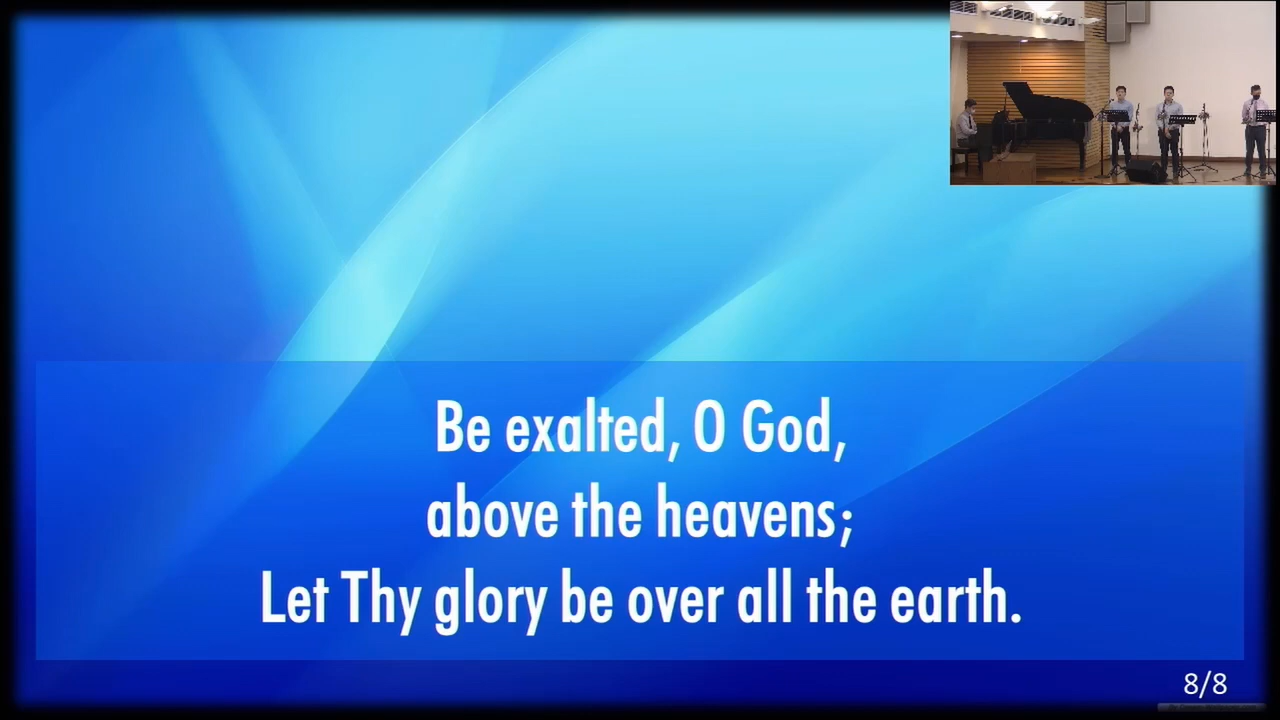 Be exalted, O God,
above the heavens;
Let Thy glory be over all the earth.
8/8